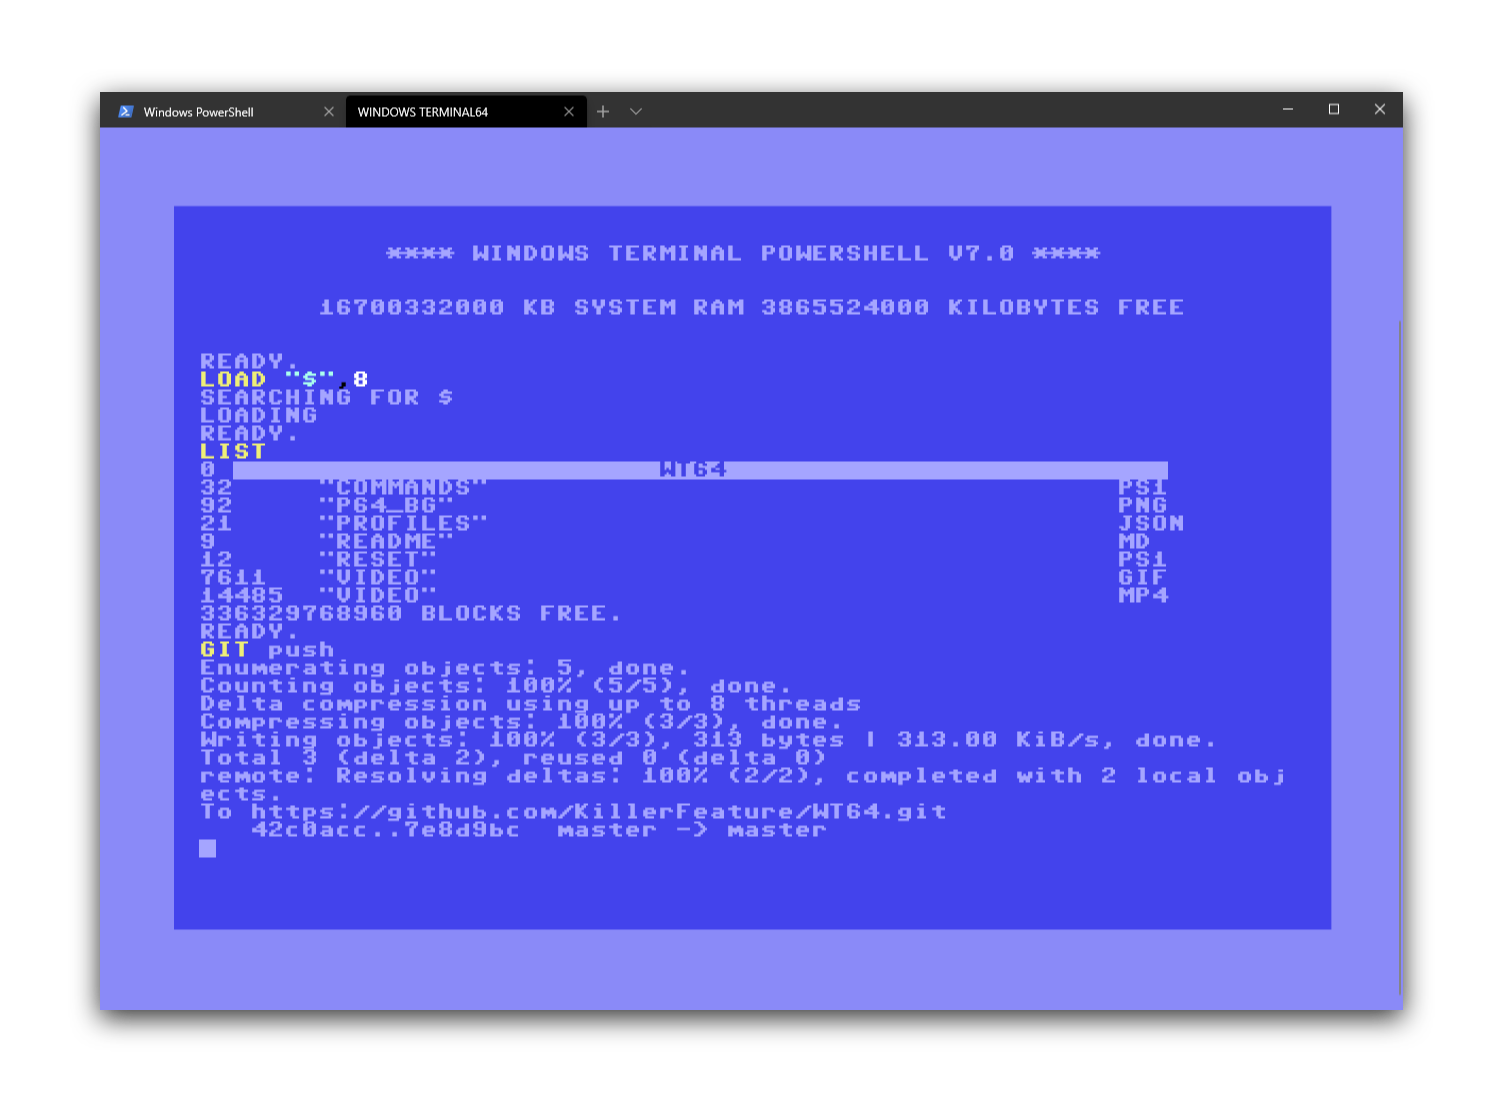 Windows PowerShell
WINDOWS TERMINAL64
**** WINDOWS TERMINAL POWERSHELL V7.0 ****
16700332000 KB SYSTEM RAM 3865524000 KILOBYTES FREE
READY.
LOAD "$",8
SEARCHING FOR $
LOADING
READY.
LIST
0 WT64
32 "COMMANDS" PS1
92 "P64_BG" PNG
21 "PROFILES" JSON
9 "README" MD
12 "RESET" PS1
7611 "VIDEO" GIF
14485 "VIDEO" MP4
336329768960 BLOCKS FREE.
READY.
GIT push
Enumerating objects: 5, done.
Counting objects: 100% (5/5), done.
Delta compression using up to 8 threads
Compressing objects: 100% (3/3), done.
Writing objects: 100% (3/3), 313 bytes | 313.00 KiB/s, done.
Total 3 (delta 2), reused 0 (delta 0)
remote: Resolving deltas: 100% (2/2), completed with 2 local obj
ects.
To https://github.com/KillerFeature/WT64.git
42c0acc..7e8d9bc master -> master